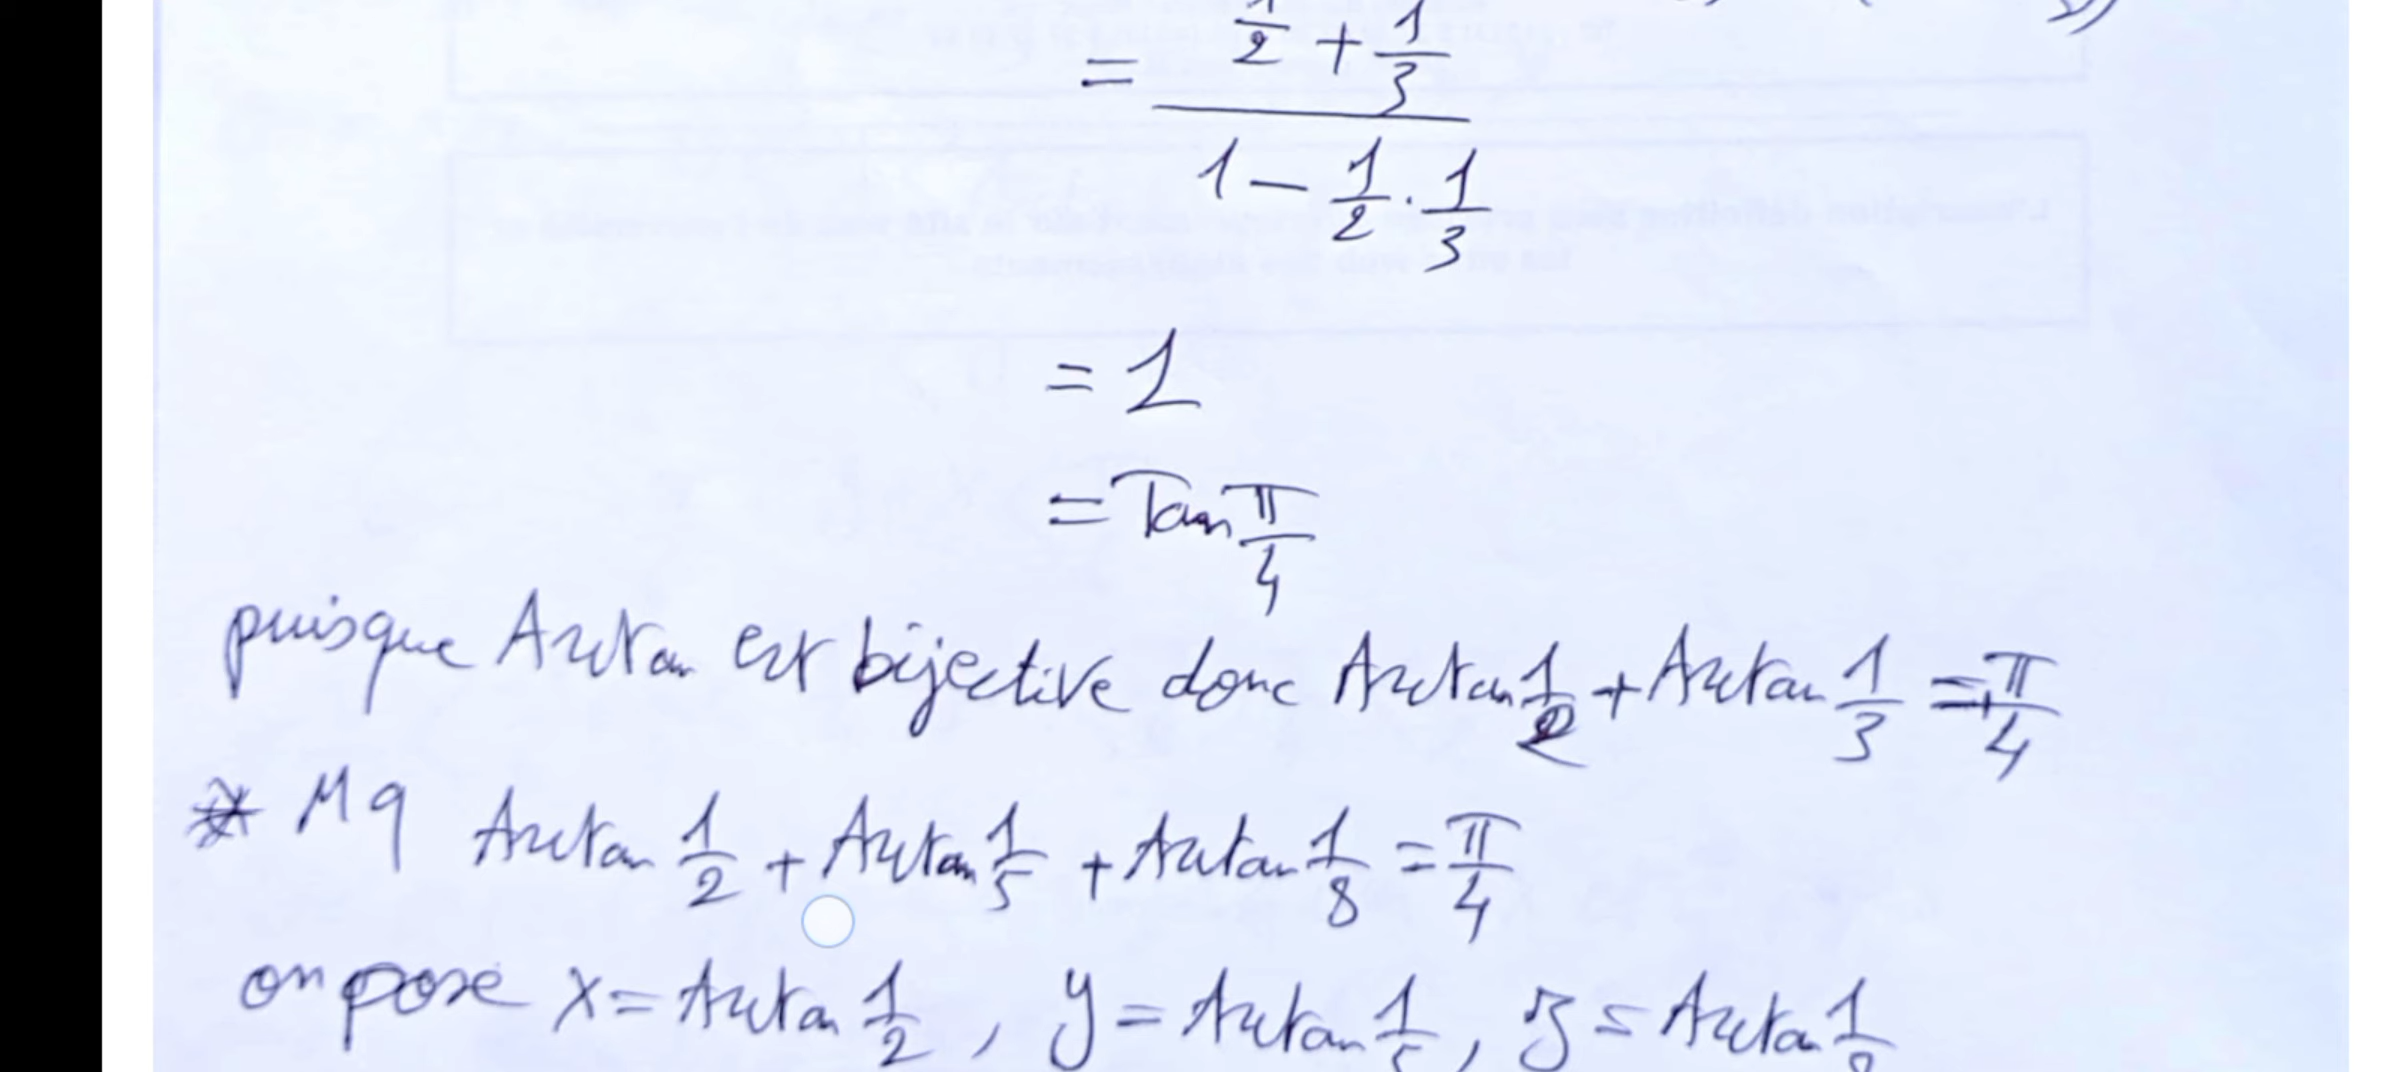 = (1/2 + 1/3) / (1 - 1/2 . 1/3)
= 1
= Tan π/4
puisque Arctan est bijective donc Arctan 1/2 + Arctan 1/3 = π/4
* Mq Arctan 1/2 + Arctan 1/5 + Arctan 1/8 = π/4
on pose x = Arctan 1/2 , y = Arctan 1/5 , z = Arctan 1/8